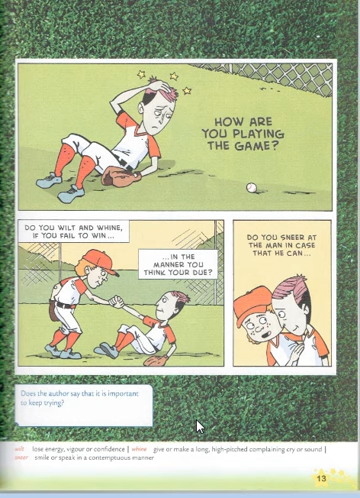 HOW ARE
YOU PLAYING
THE GAME?
DO YOU WILT AND WHINE,
IF YOU FAIL TO WIN...
...IN THE
MANNER YOU
THINK YOUR DUE?
DO YOU SNEER AT
THE MAN IN CASE
THAT HE CAN...
Does the author say that it is important
to keep trying?
wilt lose energy, vigour or confidence | whine give or make a long, high-pitched complaining cry or sound |
sneer smile or speak in a contemptuous manner
13